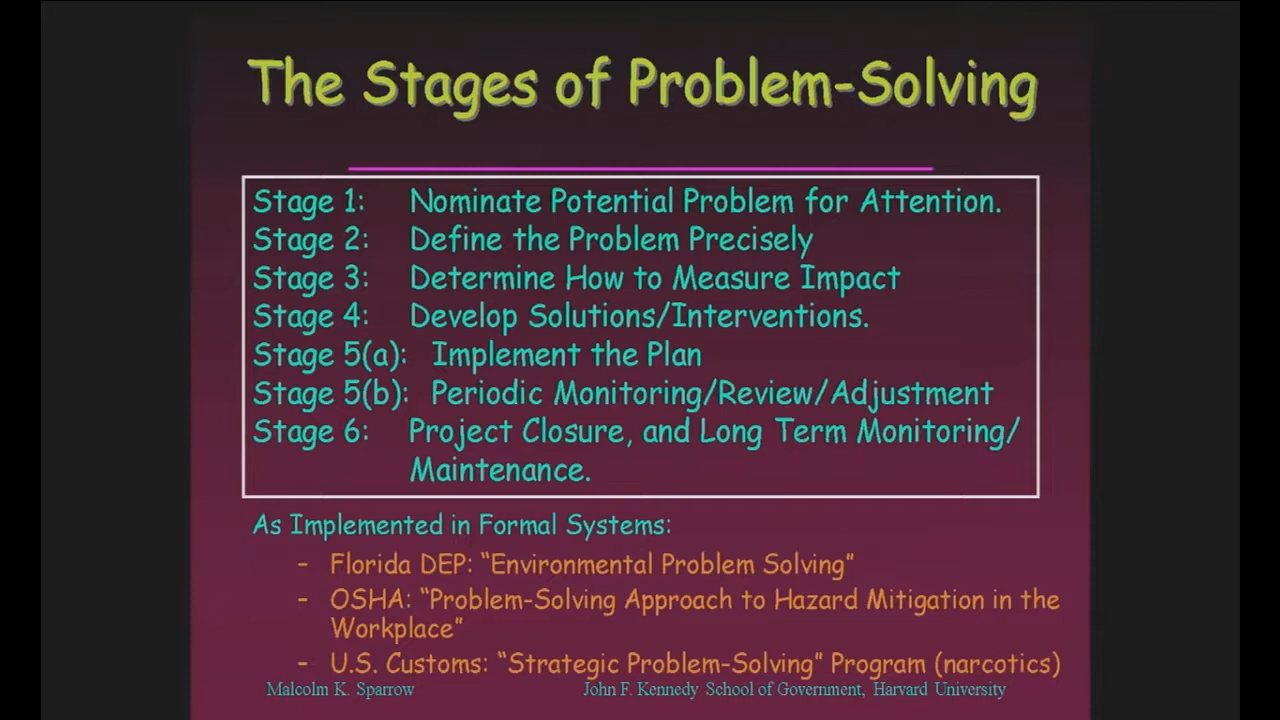 The Stages of Problem-Solving
Stage 1: Nominate Potential Problem for Attention.
Stage 2: Define the Problem Precisely
Stage 3: Determine How to Measure Impact
Stage 4: Develop Solutions/Interventions.
Stage 5(a): Implement the Plan
Stage 5(b): Periodic Monitoring/Review/Adjustment
Stage 6: Project Closure, and Long Term Monitoring/
Maintenance.
As Implemented in Formal Systems:
- Florida DEP: “Environmental Problem Solving”
- OSHA: “Problem-Solving Approach to Hazard Mitigation in the
Workplace”
- U.S. Customs: “Strategic Problem-Solving” Program (narcotics)
Malcolm K. Sparrow John F. Kennedy School of Government, Harvard University